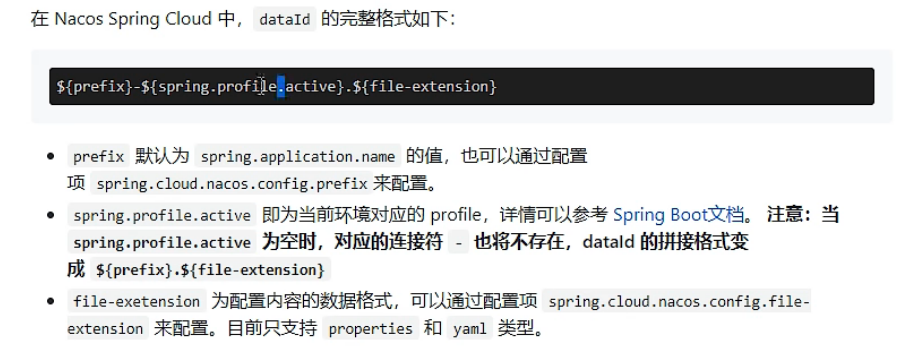 在 Nacos Spring Cloud 中，dataId 的完整格式如下：
${prefix}-${spring.profile.active}.${file-extension}
prefix 默认为 spring.application.name 的值，也可以通过配置
项 spring.cloud.nacos.config.prefix来配置。
spring.profile.active 即为当前环境对应的 profile，详情可以参考 Spring Boot文档。 注意：当
spring.profile.active 为空时，对应的连接符 - 也将不存在，dataId 的拼接格式变
成 ${prefix}.${file-extension}
file-exetension 为配置内容的数据格式，可以通过配置项 spring.cloud.nacos.config.file-
extension 来配置。目前只支持 properties 和 yaml 类型。